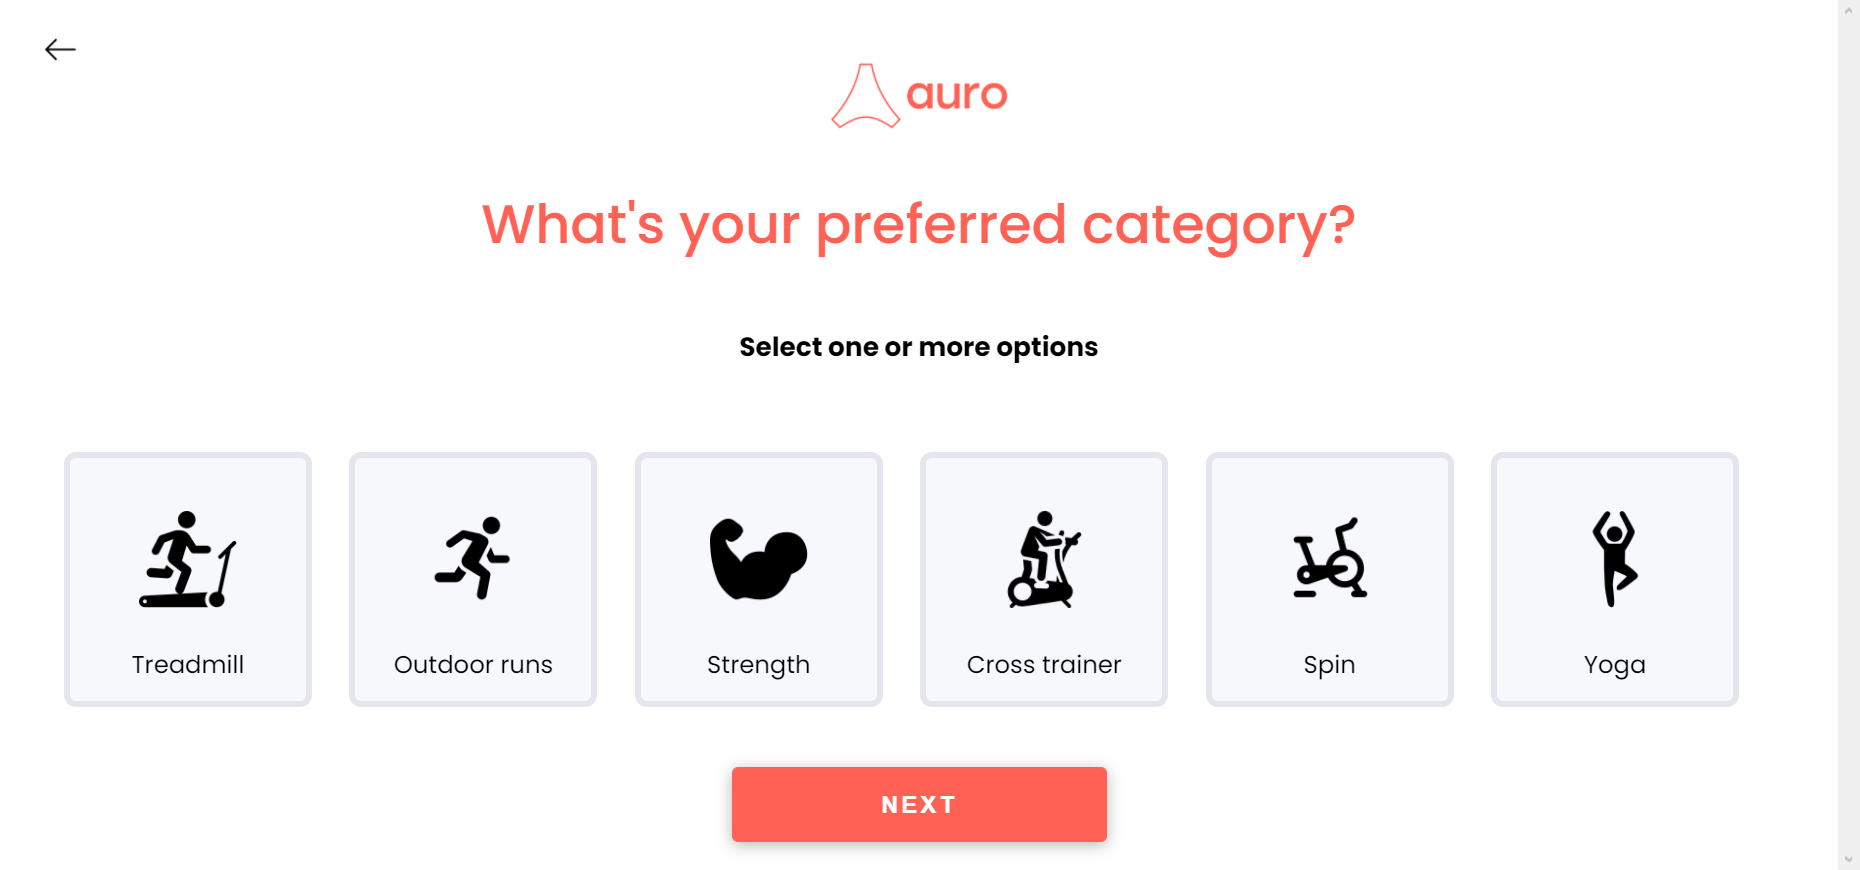 auro
What's your preferred category?
Select one or more options
Treadmill
Outdoor runs
Strength
Cross trainer
Spin
Yoga
NEXT